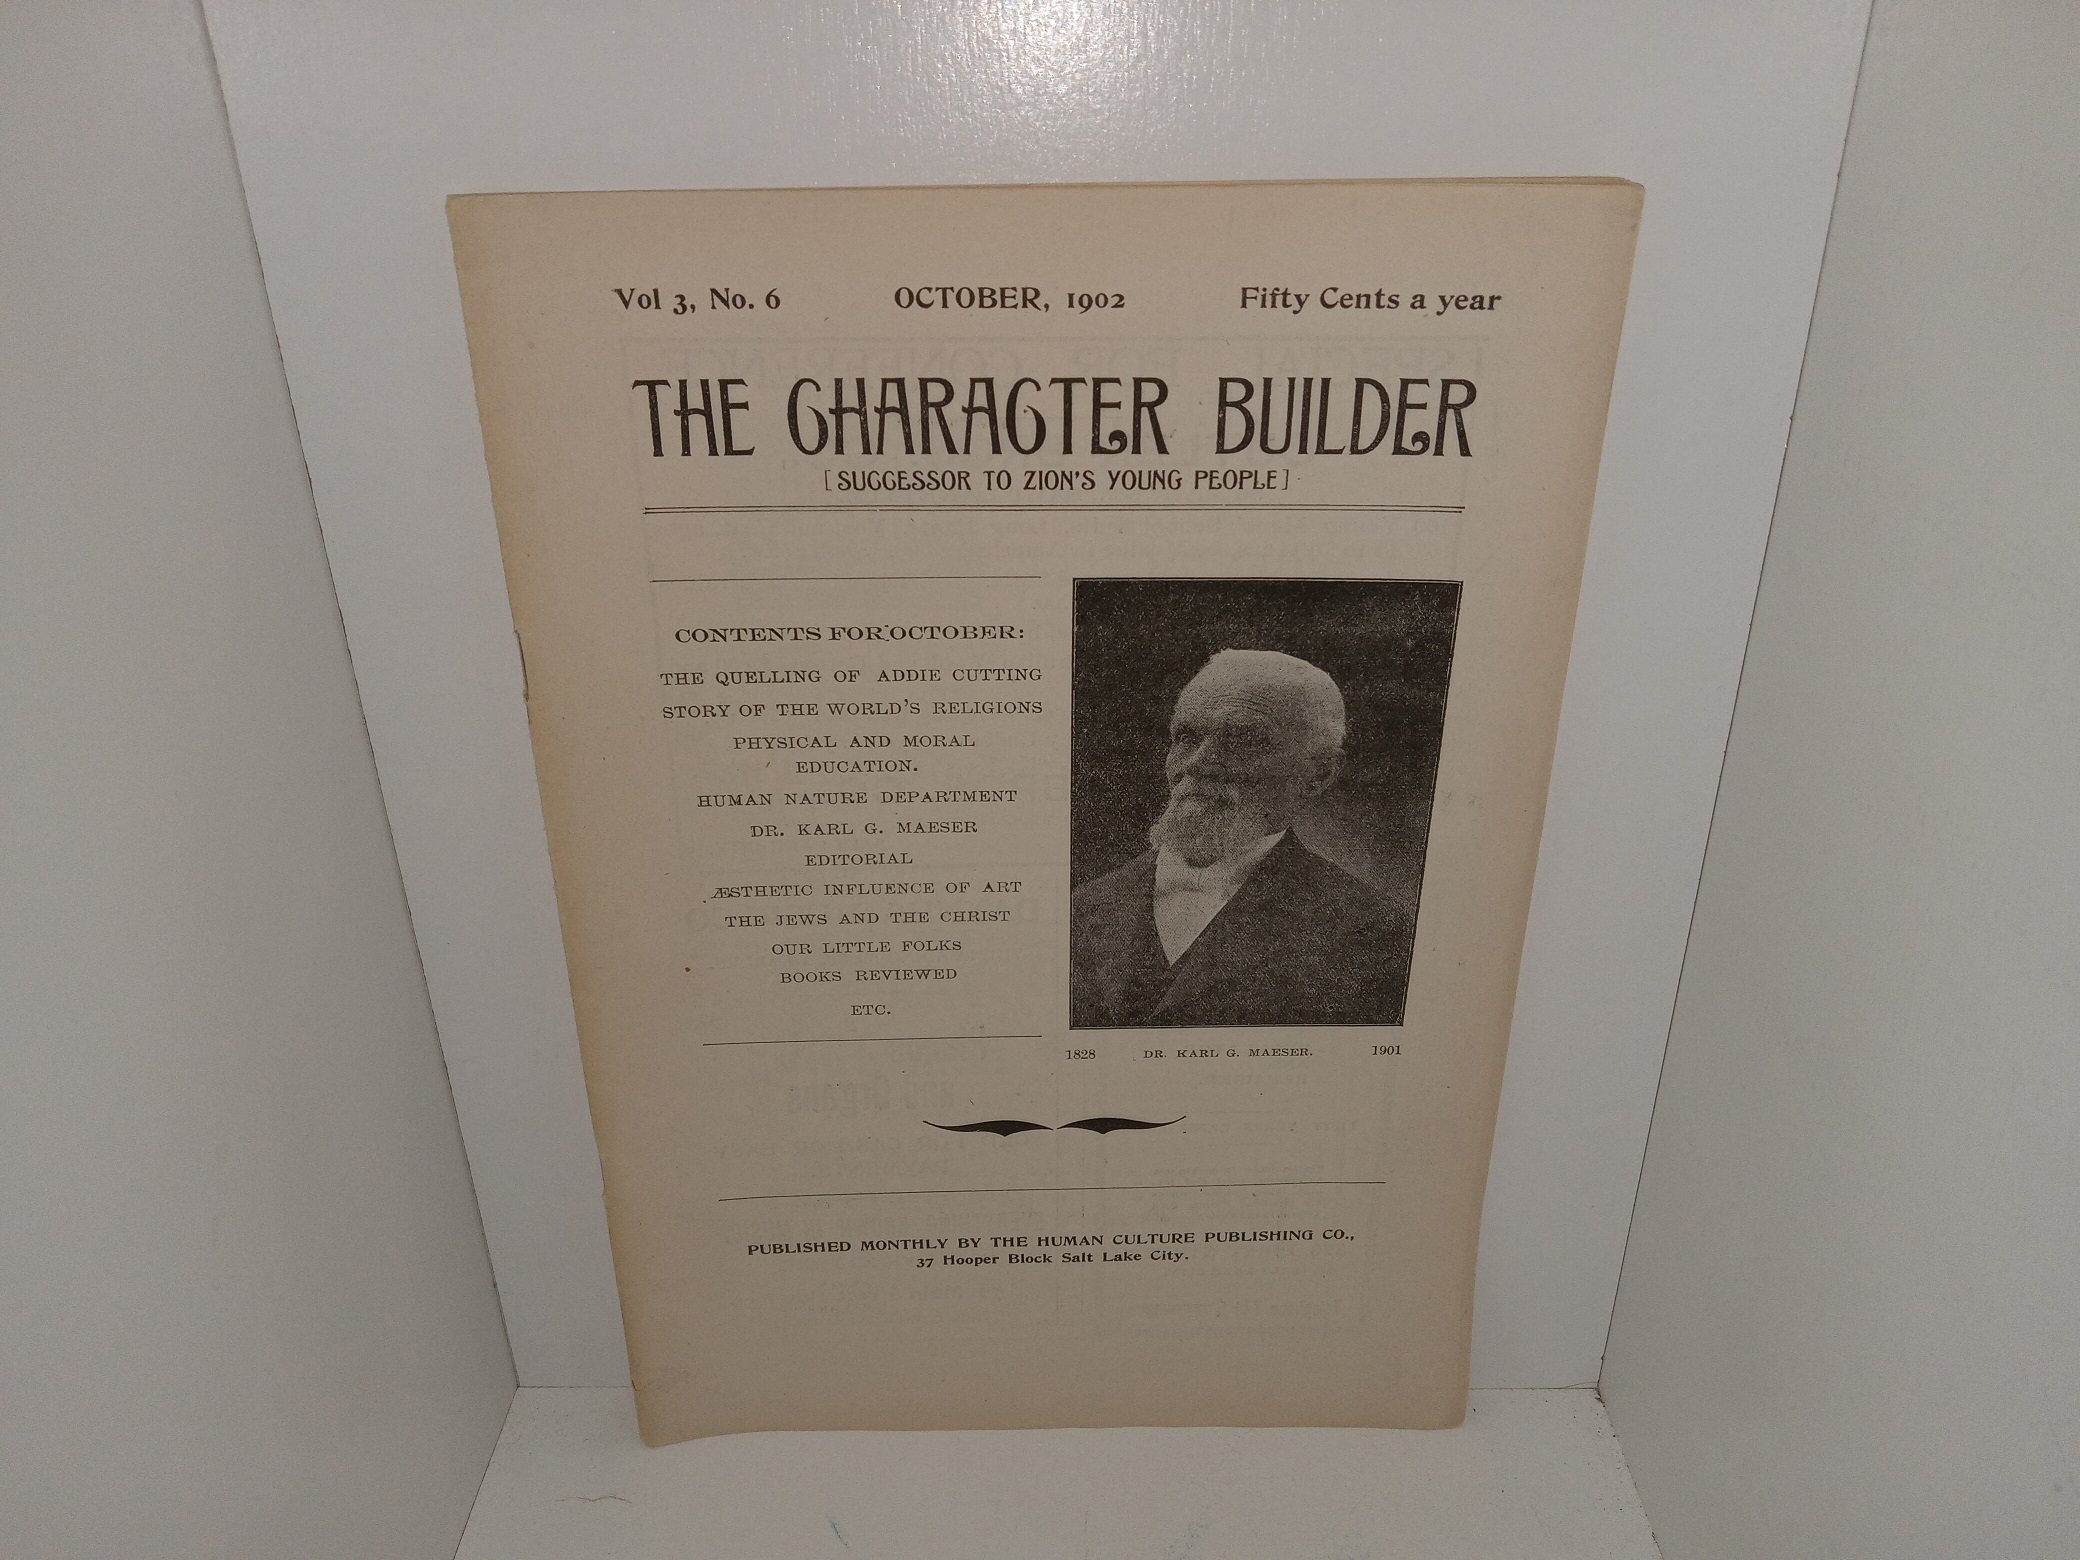 Vol 3, No. 6 OCTOBER, 1902 Fifty Cents a year
THE CHARACTER BUILDER
[SUCCESSOR TO ZION'S YOUNG PEOPLE]
CONTENTS FOR OCTOBER:
THE QUELLING OF ADDIE CUTTING
STORY OF THE WORLD'S RELIGIONS
PHYSICAL AND MORAL
EDUCATION.
HUMAN NATURE DEPARTMENT
DR. KARL G. MAESER
EDITORIAL
ÆSTHETIC INFLUENCE OF ART
THE JEWS AND THE CHRIST
OUR LITTLE FOLKS
BOOKS REVIEWED
ETC.
1828 DR. KARL G. MAESER. 1901
PUBLISHED MONTHLY BY THE HUMAN CULTURE PUBLISHING CO.,
37 Hooper Block Salt Lake City.